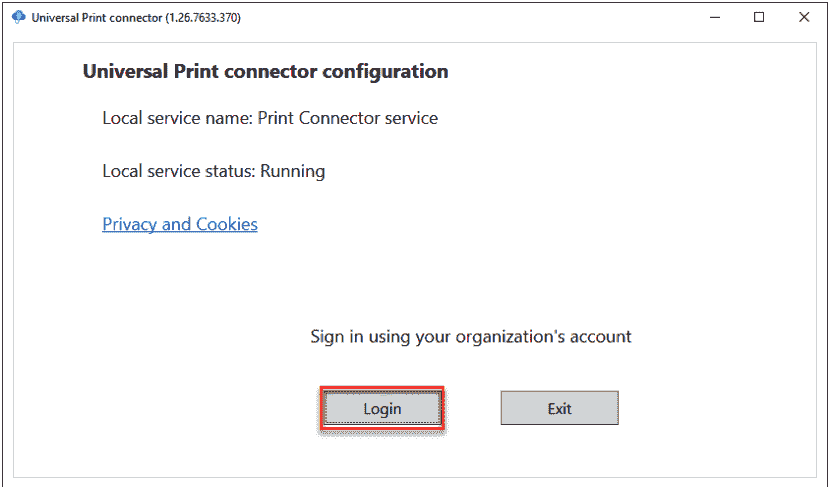 Universal Print connector (1.26.7633.370)
Universal Print connector configuration
Local service name: Print Connector service
Local service status: Running
Privacy and Cookies
Sign in using your organization's account
Login
Exit